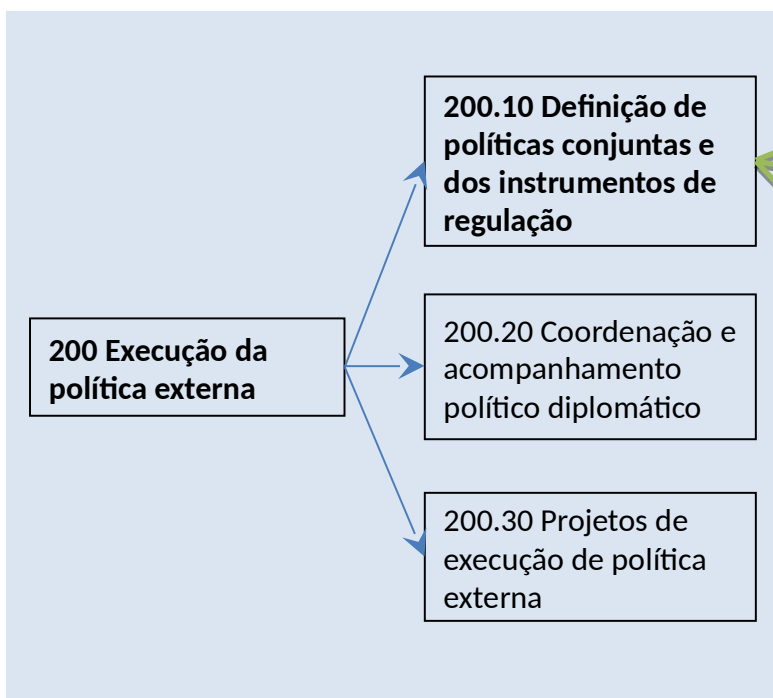 200.10 Definição de
políticas conjuntas e
dos instrumentos de
regulação
200 Execução da
política externa
200.20 Coordenação e
acompanhamento
político diplomático
200.30 Projetos de
execução de política
externa